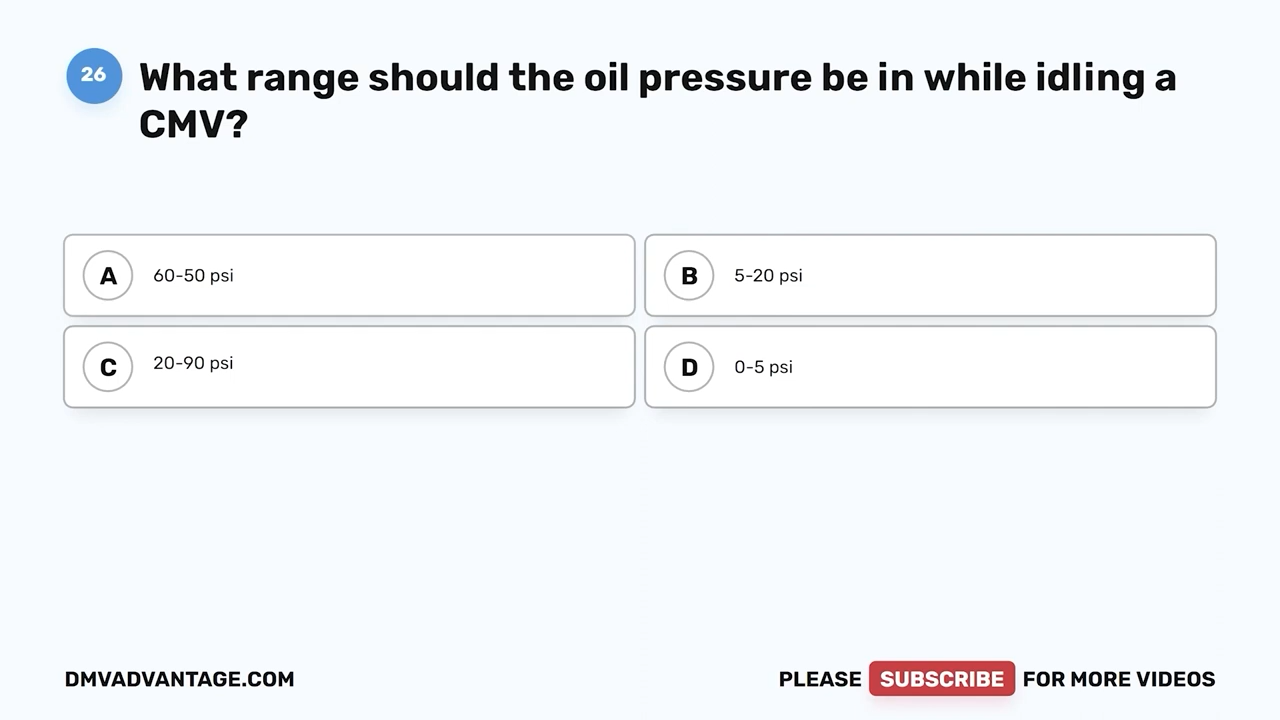 26
What range should the oil pressure be in while idling a
CMV?
A 60-50 psi
B 5-20 psi
C 20-90 psi
D 0-5 psi
DMVADVANTAGE.COM
PLEASE SUBSCRIBE FOR MORE VIDEOS